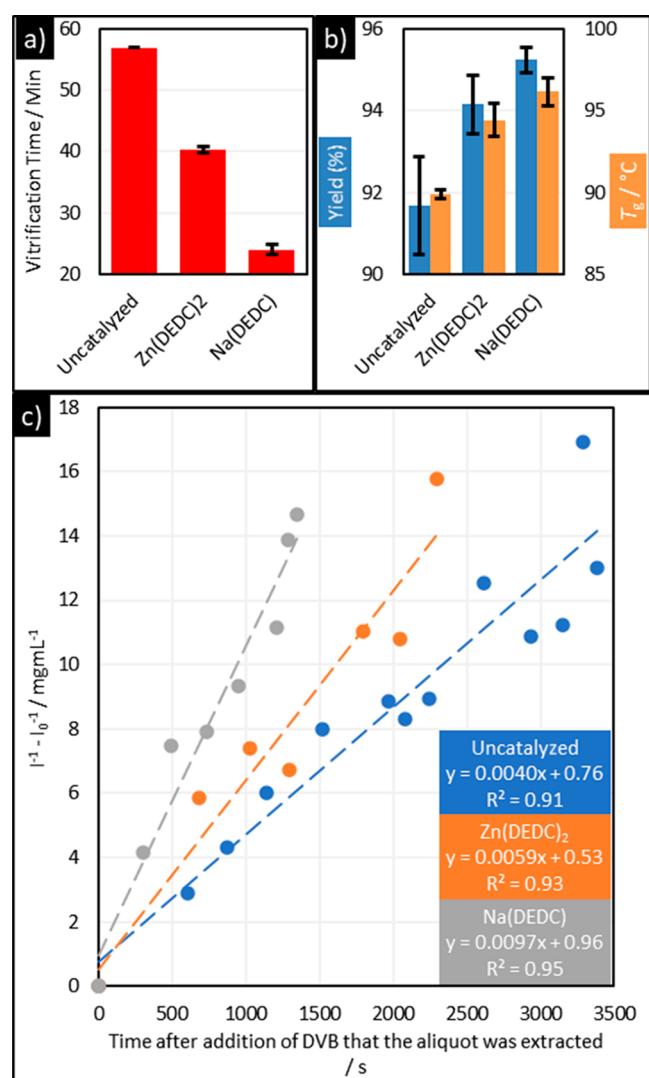 a)
Vitrification Time / Min
60
50
40
30
20
Uncatalyzed
Zn(DEDC)2
Na(DEDC)
b)
Yield (%)
96
94
92
90
100
95
90
85
Tg / °C
Uncatalyzed
Zn(DEDC)2
Na(DEDC)
c)
I⁻¹ - I₀⁻¹ / mgmL⁻¹
18
16
14
12
10
8
6
4
2
0
Uncatalyzed
y = 0.0040x + 0.76
R² = 0.91
Zn(DEDC)₂
y = 0.0059x + 0.53
R² = 0.93
Na(DEDC)
y = 0.0097x + 0.96
R² = 0.95
0 500 1000 1500 2000 2500 3000 3500
Time after addition of DVB that the aliquot was extracted
/ s